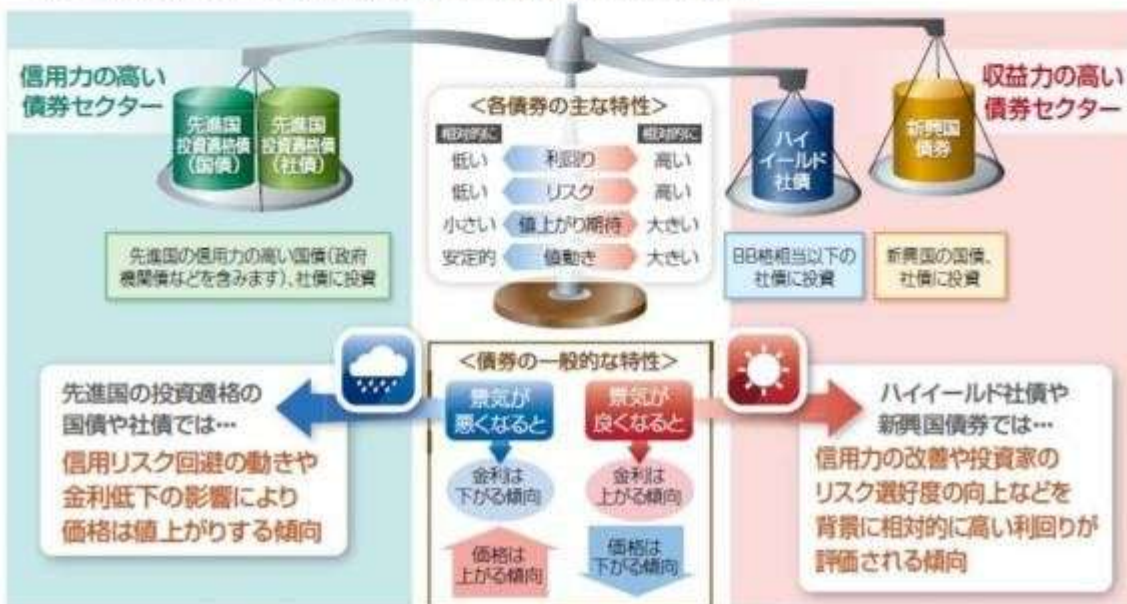 信用力の高い
債券セクター
先進国
投資適格債
(国債)
先進国
投資適格債
(社債)
先進国の信用力の高い国債(政府
機関債などを含みます)、社債に投資
<各債券の主な特性>
相対的に
相対的に
低い 利回り 高い
低い リスク 高い
小さい 値上がり期待 大きい
安定的 値動き 大きい
収益力の高い
債券セクター
ハイ
イールド
社債
新興国
債券
BB格相当以下の
社債に投資
新興国の国債、
社債に投資
先進国の投資適格の
国債や社債では…
信用リスク回避の動きや
金利低下の影響により
価格は値上がりする傾向
<債券の一般的な特性>
景気が
悪くなると
金利は
下がる傾向
価格は
上がる傾向
景気が
良くなると
金利は
上がる傾向
価格は
下がる傾向
ハイイールド社債や
新興国債券では…
信用力の改善や投資家の
リスク選好度の向上などを
背景に相対的に高い利回りが
評価される傾向